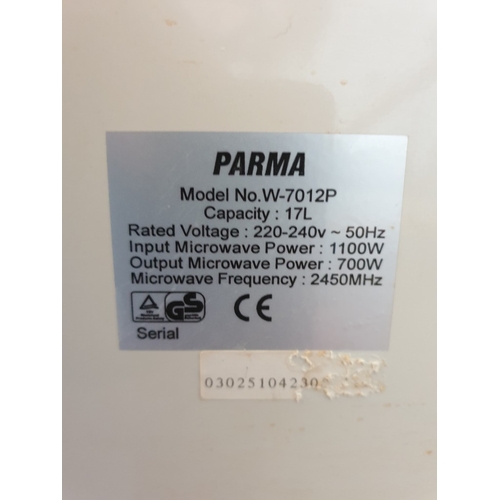 PARMA
Model No.W-7012P
Capacity : 17L
Rated Voltage : 220-240v ~ 50Hz
Input Microwave Power : 1100W
Output Microwave Power : 700W
Microwave Frequency : 2450MHz
GS CE
Serial
03025104230